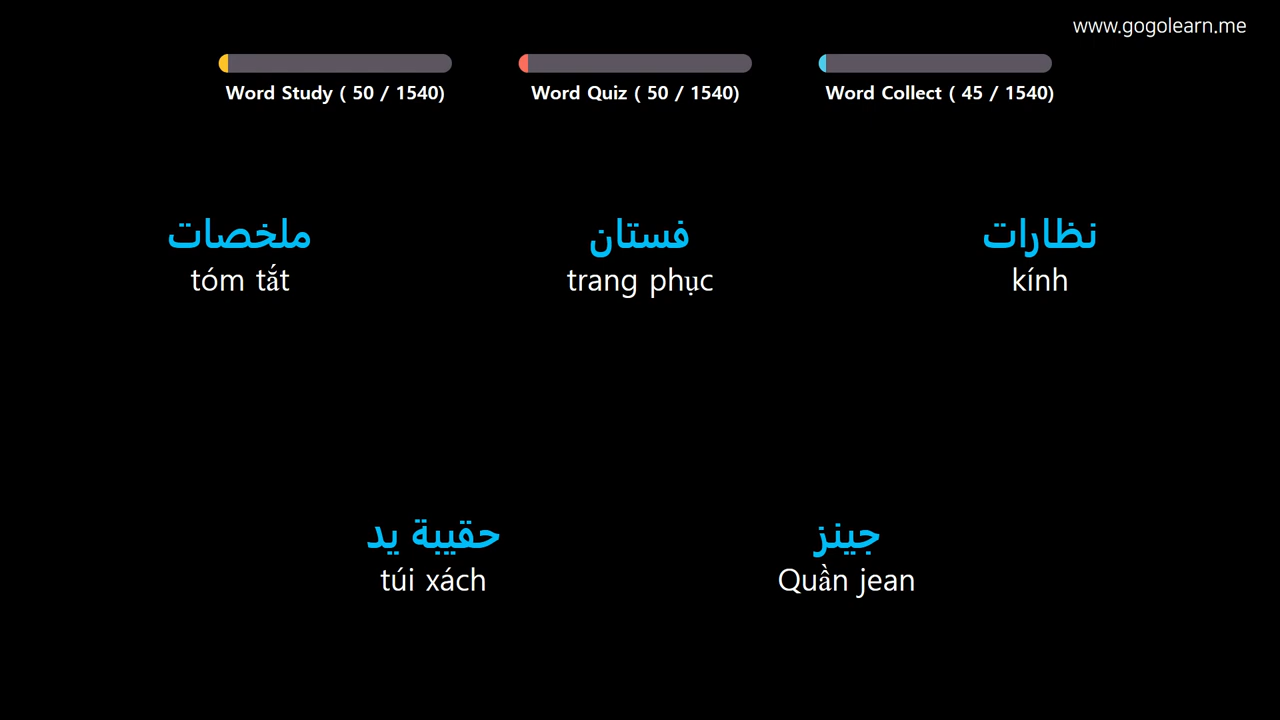 www.gogolearn.me
Word Study ( 50 / 1540)
Word Quiz ( 50 / 1540)
Word Collect ( 45 / 1540)
ملخصات
tóm tắt
فستان
trang phục
نظارات
kính
حقيبة يد
túi xách
جينز
Quần jean